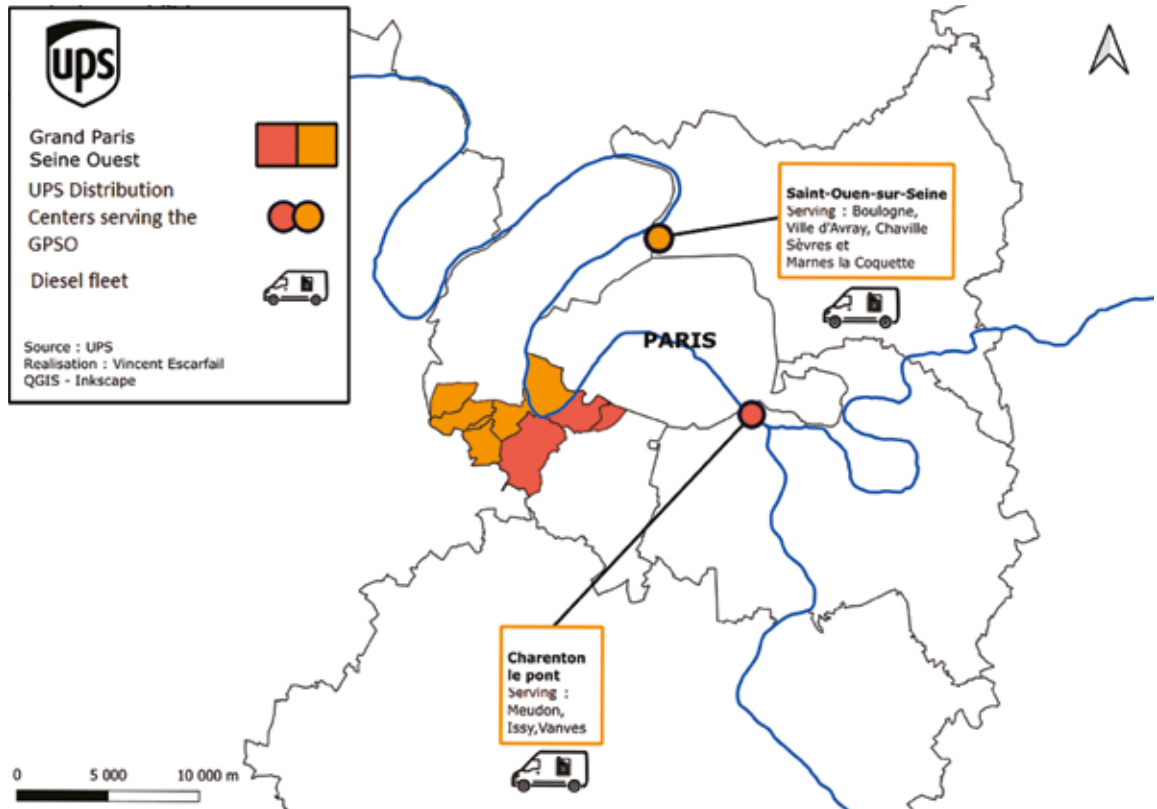 ups
Grand Paris
Seine Ouest
UPS Distribution
Centers serving the
GPSO
Diesel fleet
Source : UPS
Realisation : Vincent Escarfail
QGIS - Inkscape
Saint-Ouen-sur-Seine
Serving : Boulogne,
Ville d'Avray, Chaville
Sèvres et
Marnes la Coquette
PARIS
Charenton
le pont
Serving :
Meudon,
Issy,Vanves
0 5 000 10 000 m